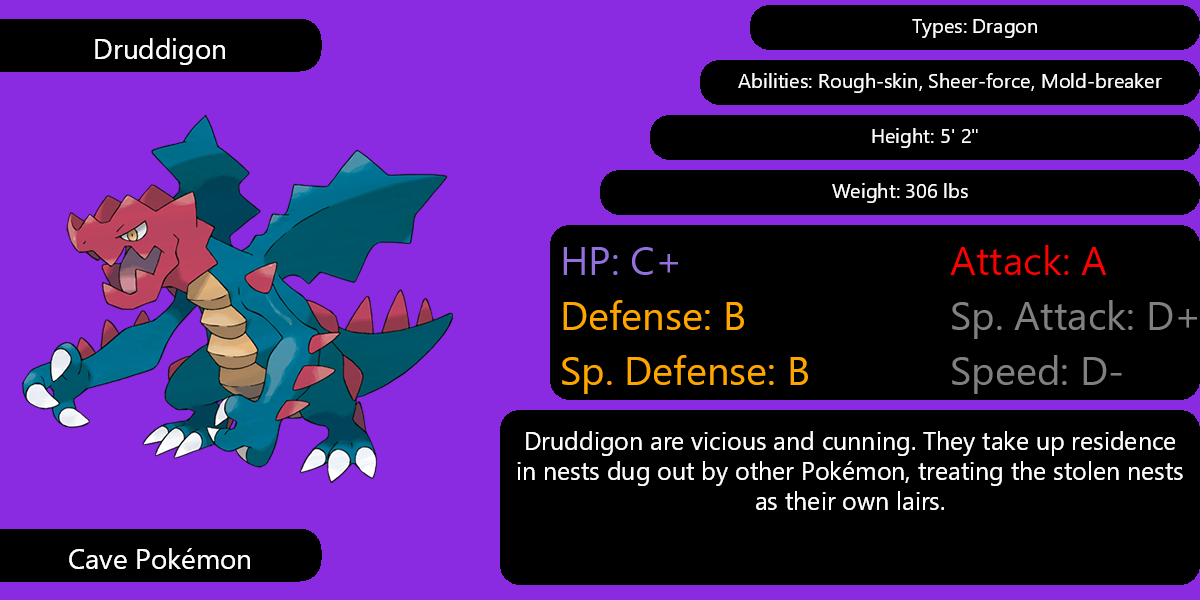 Druddigon
Types: Dragon
Abilities: Rough-skin, Sheer-force, Mold-breaker
Height: 5' 2"
Weight: 306 lbs
HP: C+
Attack: A
Defense: B
Sp. Attack: D+
Sp. Defense: B
Speed: D-
Druddigon are vicious and cunning. They take up residence
in nests dug out by other Pokémon, treating the stolen nests
as their own lairs.
Cave Pokémon